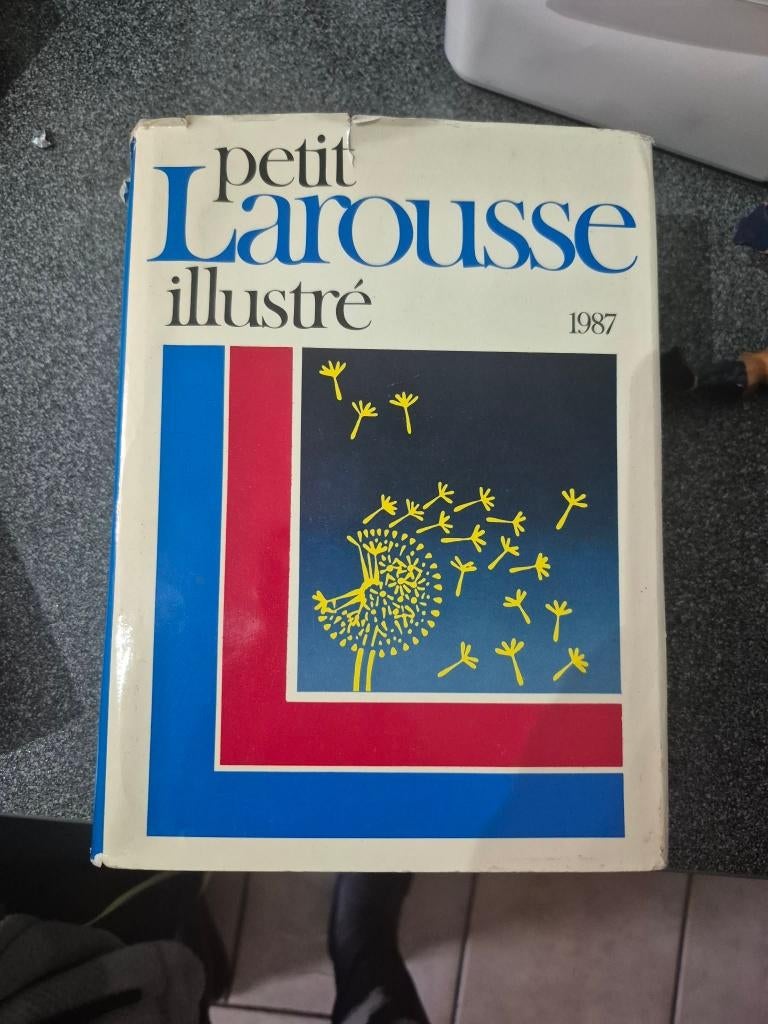 petit
Larousse
illustré
1987